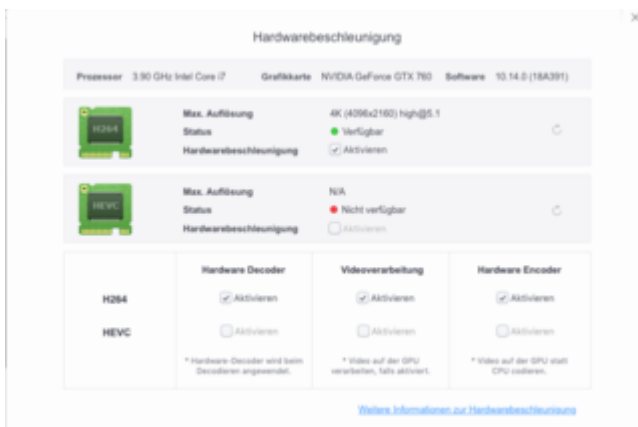 Hardwarebeschleunigung
Prozessor 3.90 GHz Intel Core i7 Grafikkarte NVIDIA GeForce GTX 760 Software 10.14.0 (18A391)
H264
Max. Auflösung 4K (4096x2160) high@5.1
Status Verfügbar
Hardwarebeschleunigung Aktivieren
HEVC
Max. Auflösung N/A
Status Nicht verfügbar
Hardwarebeschleunigung Aktivieren
Hardware Decoder Videoverarbeitung Hardware Encoder
H264 Aktivieren Aktivieren Aktivieren
HEVC Aktivieren Aktivieren Aktivieren
* Hardware-Decoder wird beim Decodieren angewendet.
* Video auf der GPU verarbeiten, falls aktiviert.
* Video auf der GPU statt CPU codieren.
Weitere Informationen zur Hardwarebeschleunigung